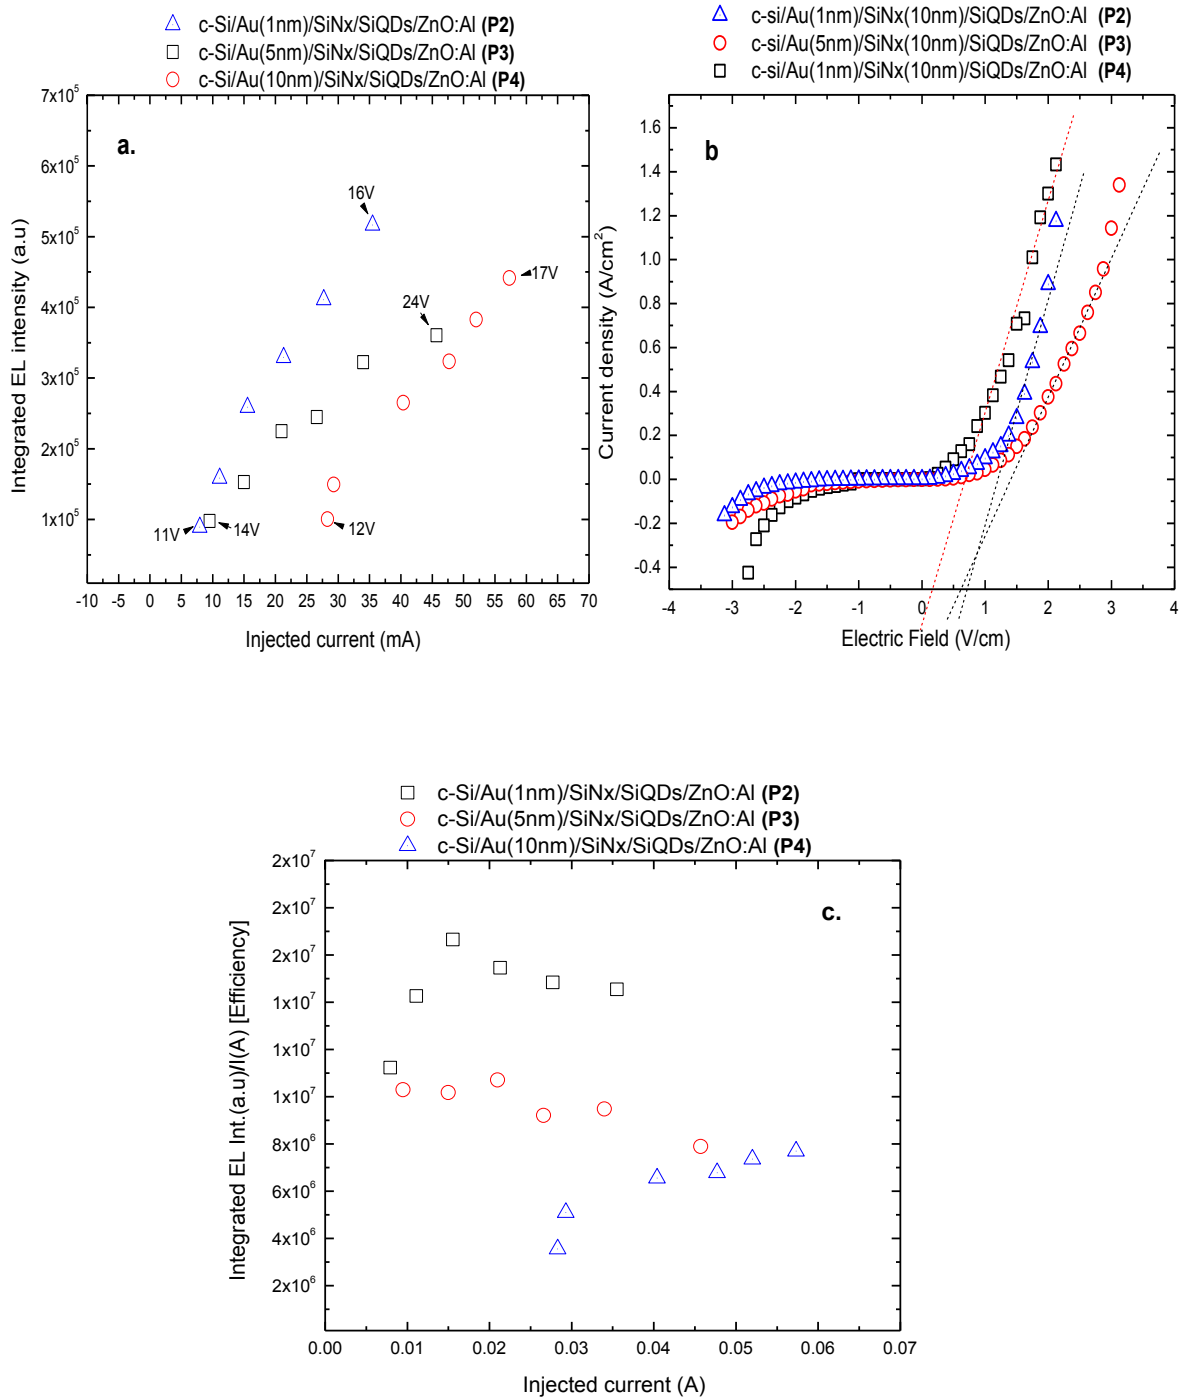 c-Si/Au(1nm)/SiNx/SiQDs/ZnO:Al (P2)
c-Si/Au(5nm)/SiNx/SiQDs/ZnO:Al (P3)
c-Si/Au(10nm)/SiNx/SiQDs/ZnO:Al (P4)
7x10⁵
6x10⁵
5x10⁵
4x10⁵
3x10⁵
2x10⁵
1x10⁵
Integrated EL intensity (a.u)
a.
16V
17V
24V
11V
14V
12V
-10 -5 0 5 10 15 20 25 30 35 40 45 50 55 60 65 70
Injected current (mA)
c-si/Au(1nm)/SiNx(10nm)/SiQDs/ZnO:Al (P2)
c-si/Au(5nm)/SiNx(10nm)/SiQDs/ZnO:Al (P3)
c-si/Au(1nm)/SiNx(10nm)/SiQDs/ZnO:Al (P4)
1.6
1.4
1.2
1.0
0.8
0.6
0.4
0.2
0.0
-0.2
-0.4
Current density (A/cm²)
b
-4 -3 -2 -1 0 1 2 3 4
Electric Field (V/cm)
c-Si/Au(1nm)/SiNx/SiQDs/ZnO:Al (P2)
c-Si/Au(5nm)/SiNx/SiQDs/ZnO:Al (P3)
c-Si/Au(10nm)/SiNx/SiQDs/ZnO:Al (P4)
2x10⁷
2x10⁷
2x10⁷
1x10⁷
1x10⁷
1x10⁷
8x10⁶
6x10⁶
4x10⁶
2x10⁶
Integrated EL Int.(a.u)/I(A) [Efficiency]
c.
0.00 0.01 0.02 0.03 0.04 0.05 0.06 0.07
Injected current (A)